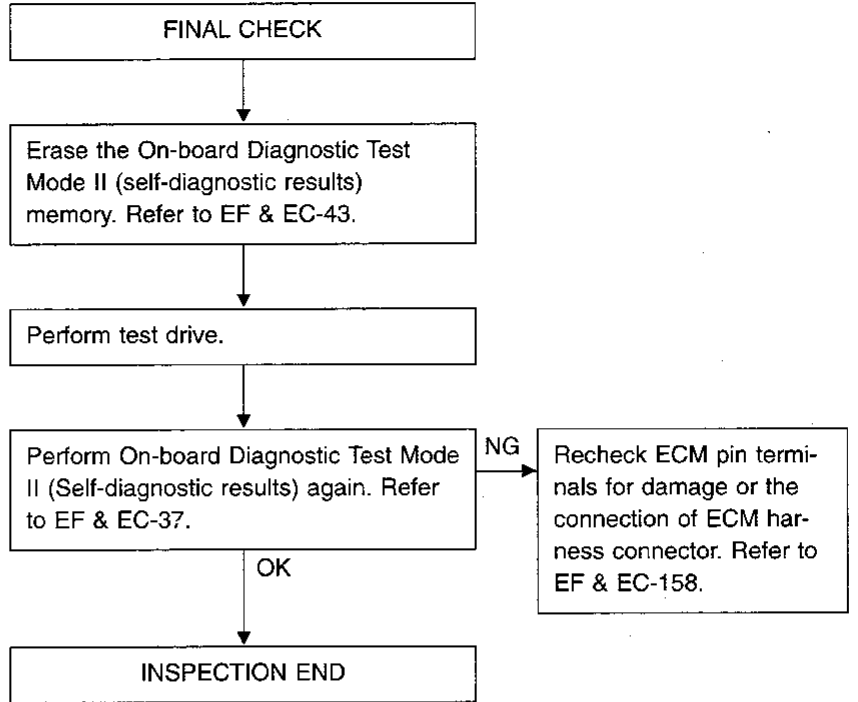 FINAL CHECK
Erase the On-board Diagnostic Test
Mode II (self-diagnostic results)
memory. Refer to EF & EC-43.
Perform test drive.
Perform On-board Diagnostic Test Mode
II (Self-diagnostic results) again. Refer
to EF & EC-37.
NG
Recheck ECM pin termi-
nals for damage or the
connection of ECM har-
ness connector. Refer to
EF & EC-158.
OK
INSPECTION END